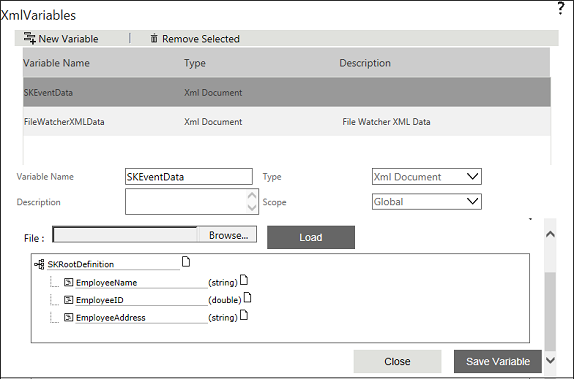 XmlVariables ?
New Variable | Remove Selected
Variable Name Type Description
SKEventData Xml Document
FileWatcherXMLData Xml Document File Watcher XML Data
Variable Name SKEventData Type Xml Document
Description Scope Global
File : Browse... Load
SKRootDefinition
EmployeeName (string)
EmployeeID (double)
EmployeeAddress (string)
Close Save Variable